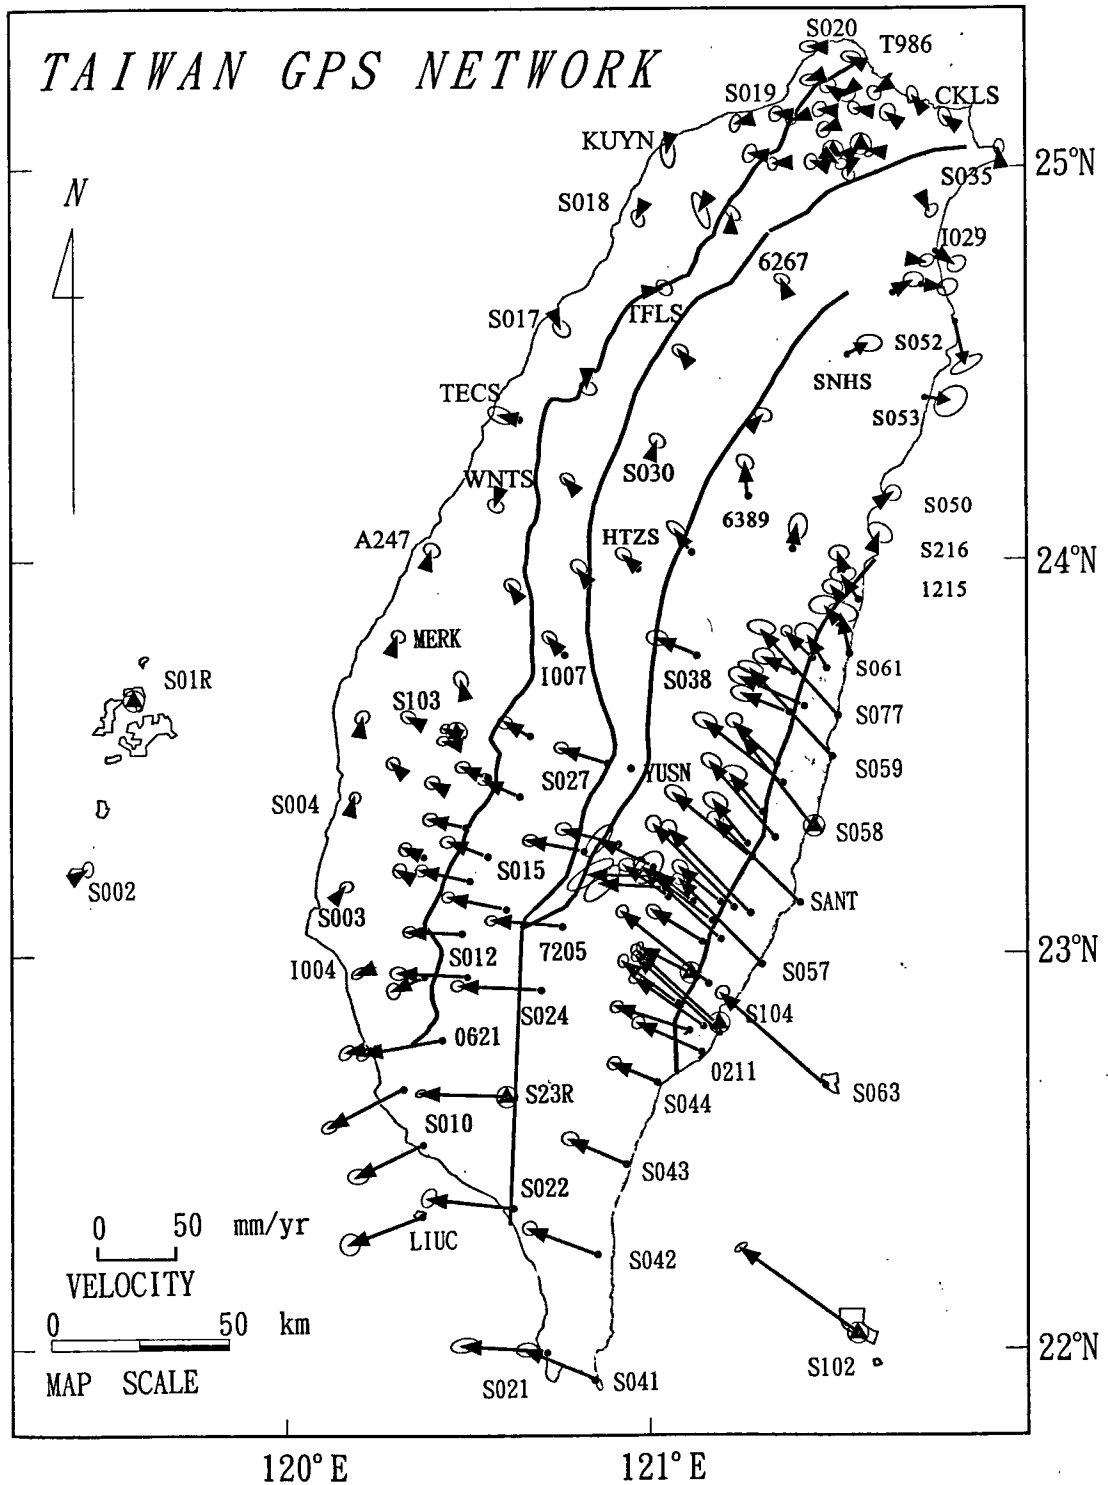 TAIWAN GPS NETWORK
S020
T986
S019
CKLS
KUYN
25°N
S035
N
S018
I029
6267
TFLS
S017
S052
SNHS
TECS
S053
S030
WNTS
S050
6389
HTZS
A247
S216
24°N
1215
MERK
S061
I007
S038
S01R
S103
S077
S027
YUSN
S059
S004
S058
S015
S002
SANT
S003
S012
7205
23°N
I004
S057
S024
S104
0621
0211
S23R
S044
S063
S010
S043
S022
0 50 mm/yr
LIUC
S042
VELOCITY
0 50 km
22°N
MAP SCALE
S021
S041
S102
120°E
121°E